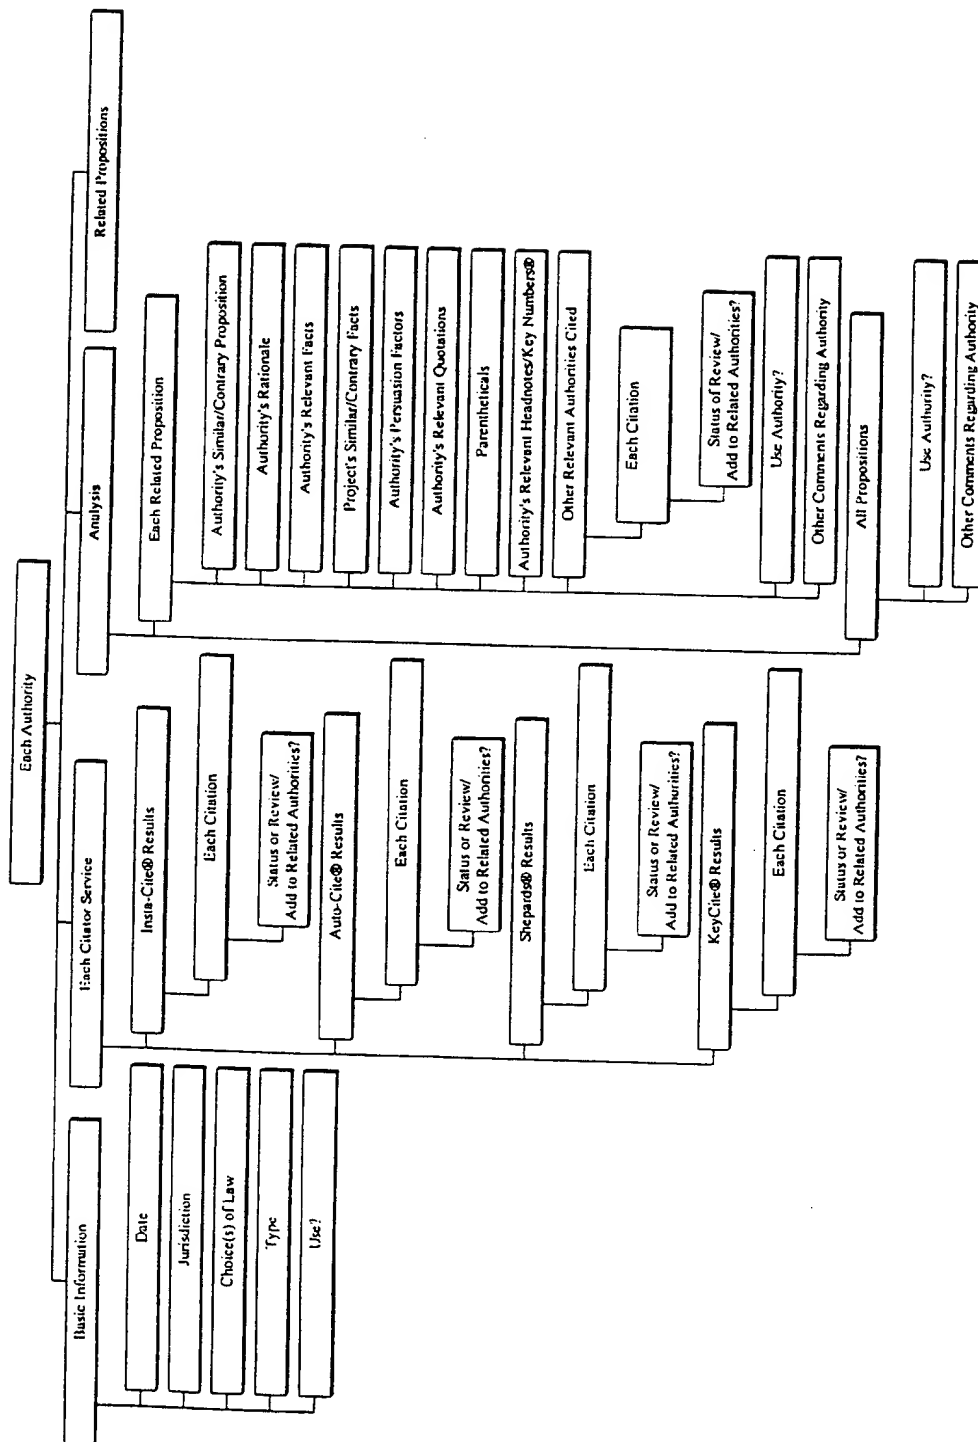 Each Authority
Basic Information
Date
Jurisdiction
Choice(s) of Law
Type
Use?
Each Citator Service
Insta-Cite® Results
Each Citation
Status or Review/
Add to Related Authorities?
Auto-Cite® Results
Each Citation
Status or Review/
Add to Related Authorities?
Shepards® Results
Each Citation
Status or Review/
Add to Related Authorities?
KeyCite® Results
Each Citation
Status or Review/
Add to Related Authorities?
Analysis
Each Related Proposition
Authority's Similar/Contrary Proposition
Authority's Rationale
Authority's Relevant Facts
Project's Similar/Contrary Facts
Authority's Persuasion Factors
Authority's Relevant Quotations
Parentheticals
Authority's Relevant Headnotes/Key Numbers®
Other Relevant Authorities Cited
Each Citation
Status of Review/
Add to Related Authorities?
Use Authority?
Other Comments Regarding Authority
All Propositions
Use Authority?
Other Comments Regarding Authority
Related Propositions